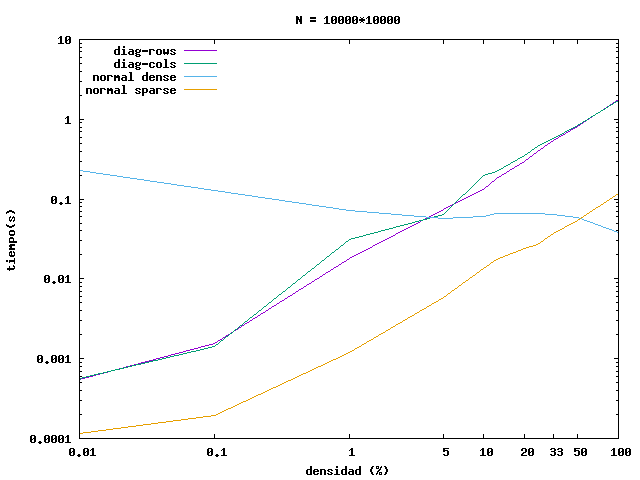 N = 10000*10000
10
diag-rows
diag-cols
normal dense
normal sparse
1
0.1
0.01
0.001
0.0001
tiempo(s)
0.01 0.1 1 5 10 20 33 50 100
densidad (%)